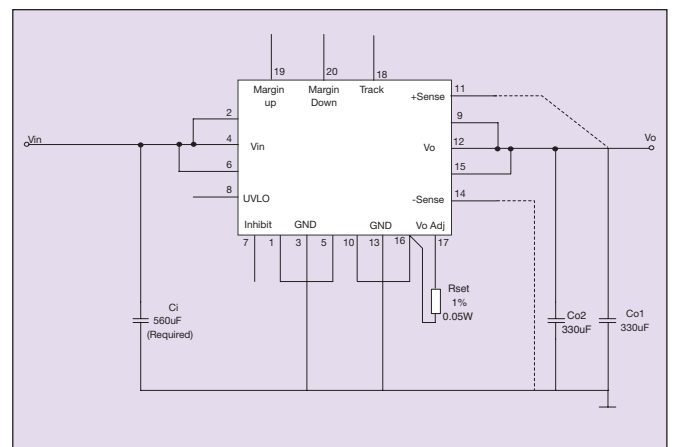 19
20
18
Margin up
Margin Down
Track
+Sense
11
2
9
Vin
4
Vin
Vo
12
Vo
6
15
8
UVLO
-Sense
14
Inhibit
GND
GND
Vo Adj
7
1
3
5
10
13
16
17
Rset
1%
0.05W
Ci
560uF
(Required)
Co2
330uF
Co1
330uF